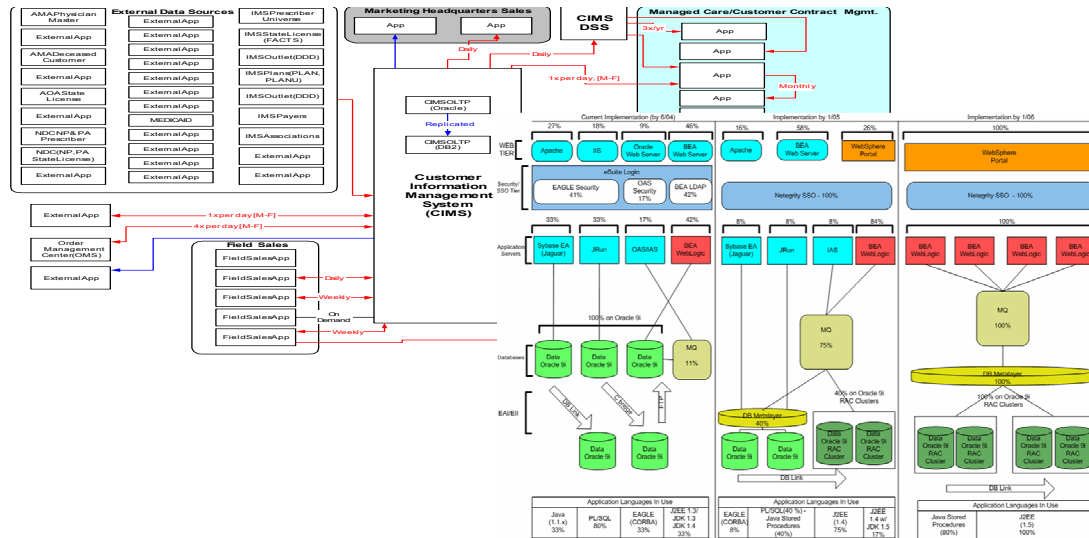 External Data Sources
AMAPhysician
Master
ExternalApp
AMADeceased
Customer
ExternalApp
AOAState
License
ExternalApp
NDCNP&PA
Prescriber
NDC(NP,PA
StateLicense)
ExternalApp
ExternalApp
ExternalApp
ExternalApp
ExternalApp
ExternalApp
ExternalApp
ExternalApp
MEDICAID
ExternalApp
ExternalApp
ExternalApp
ExternalApp
IMSPrescriber
Universe
IMSStateLicense
(FACTS)
IMSOutlet(DDD)
IMSPlans(PLAN,
PLANU)
IMSOutlet(DDD)
IMSPayers
IMSAssociations
ExternalApp
ExternalApp
Marketing Headquarters Sales
App
App
Daily
Daily
CIMS
DSS
Managed Care/Customer Contract Mgmt.
3x/yr
App
App
App
App
1xper day, [M-F]
Monthly
CIMSOLTP
(Oracle)
Replicated
CIMSOLTP
(DB2)
Customer
Information
Management
System
(CIMS)
ExternalApp
1xper day[M-F]
4xper day[M-F]
Order
Management
Center(OMS)
ExternalApp
Field Sales
FieldSalesApp
FieldSalesApp
FieldSalesApp
FieldSalesApp
FieldSalesApp
Daily
Weekly
On
Demand
Weekly
Current Implementation (by 6/04)
27%
18%
9%
46%
WEB
TIER
Apache
IIS
Oracle
Web Server
BEA
Web Server
Security/
SSO Tier
eSuite Login
EAGLE Security
41%
OAS
Security
17%
BEA LDAP
42%
33%
33%
17%
42%
Application
Servers
Sybase EA
(Jaguar)
JRun
OAS/IAS
BEA
WebLogic
100% on Oracle 9i
Databases
Data
Oracle 9i
Data
Oracle 9i
Data
Oracle 9i
MQ
11%
EAI/EII
DB Link
C bridge
FTP
Data
Oracle 9i
Data
Oracle 9i
Application Languages In Use
Java
(1.1.x)
33%
PL/SQL
80%
EAGLE
(CORBA)
33%
J2EE 1.3/
JDK 1.3
JDK 1.4
33%
Implementation by 1/05
16%
58%
26%
Apache
BEA
Web Server
WebSphere
Portal
Netegrity SSO - 100%
8%
8%
8%
84%
Sybase EA
(Jaguar)
JRun
IAS
BEA
WebLogic
MQ
75%
40% on Oracle 9i
RAC Clusters
DB Metalayer
40%
Data
Oracle 9i
Data
Oracle 9i
Data
Oracle 9i
RAC
Cluster
Data
Oracle 9i
RAC
Cluster
DB Link
Application Languages In Use
EAGLE
(CORBA)
8%
PL/SQL(40 %) -
Java Stored
Procedures
(40%)
J2EE
(1.4)
75%
J2EE
1.4 w/
JDK 1.5
17%
Implementation by 1/06
100%
WebSphere
Portal
Netegrity SSO - 100%
100%
BEA
WebLogic
BEA
WebLogic
BEA
WebLogic
BEA
WebLogic
MQ
100%
DB Metalayer
100%
100% on Oracle 9i
RAC Clusters
Data
Oracle 9i
RAC
Cluster
Data
Oracle 9i
RAC
Cluster
Data
Oracle 9i
RAC
Cluster
Data
Oracle 9i
RAC
Cluster
DB Link
Application Languages In Use
Java Stored
Procedures
(80%)
J2EE
(1.5)
100%